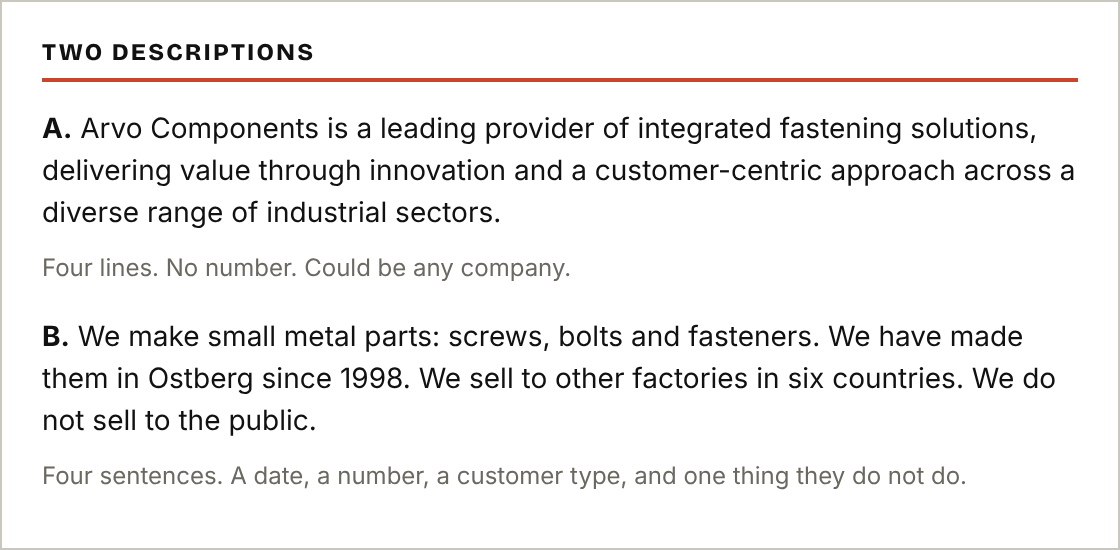 TWO DESCRIPTIONS
A. Arvo Components is a leading provider of integrated fastening solutions,
delivering value through innovation and a customer-centric approach across a
diverse range of industrial sectors.
Four lines. No number. Could be any company.
B. We make small metal parts: screws, bolts and fasteners. We have made
them in Ostberg since 1998. We sell to other factories in six countries. We do
not sell to the public.
Four sentences. A date, a number, a customer type, and one thing they do not do.